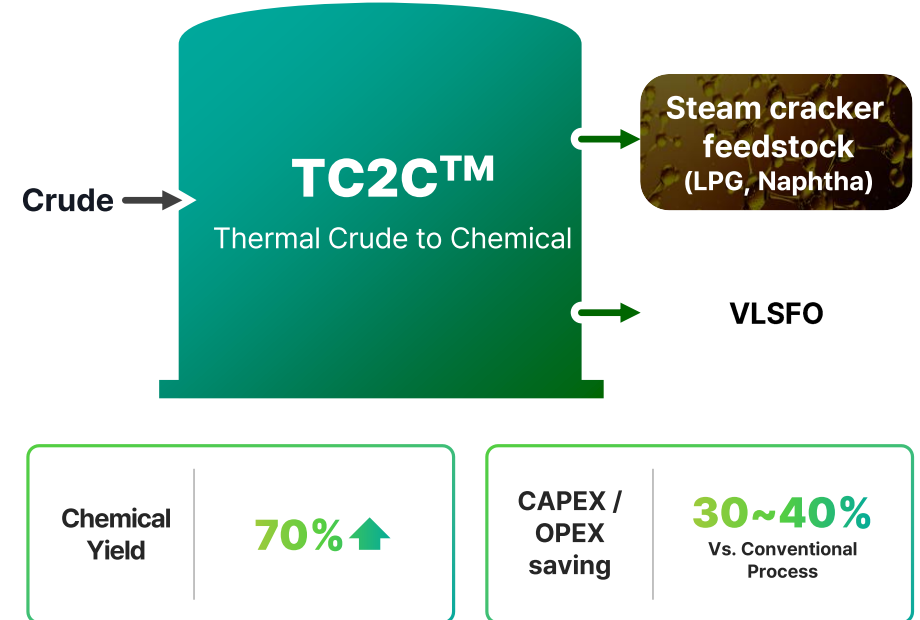 Crude
TC2C™
Thermal Crude to Chemical
Steam cracker
feedstock
(LPG, Naphtha)
VLSFO
Chemical
Yield
70%
CAPEX /
OPEX
saving
30~40%
Vs. Conventional
Process